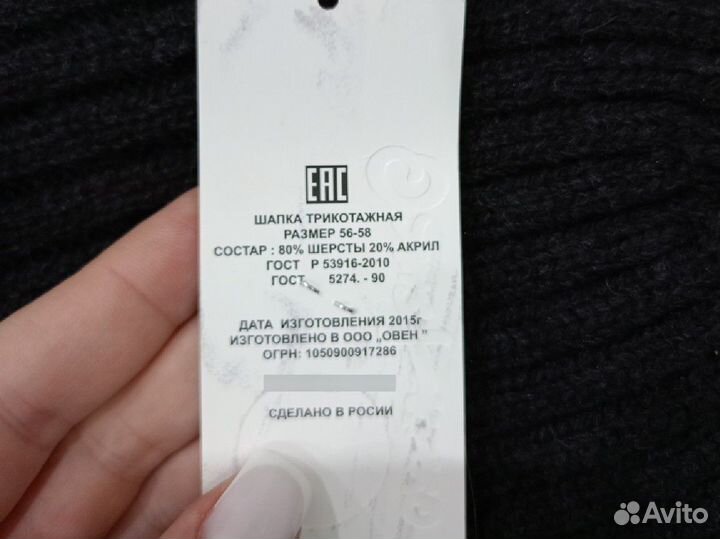 EAC
ШАПКА ТРИКОТАЖНАЯ
РАЗМЕР 56-58
СОСТАР : 80% ШЕРСТЫ 20% АКРИЛ
ГОСТ Р 53916-2010
ГОСТ 5274. - 90
ДАТА ИЗГОТОВЛЕНИЯ 2015г
ИЗГОТОВЛЕНО В ООО „ОВЕН "
ОГРН: 1050900917286
СДЕЛАНО В РОСИИ
Avito